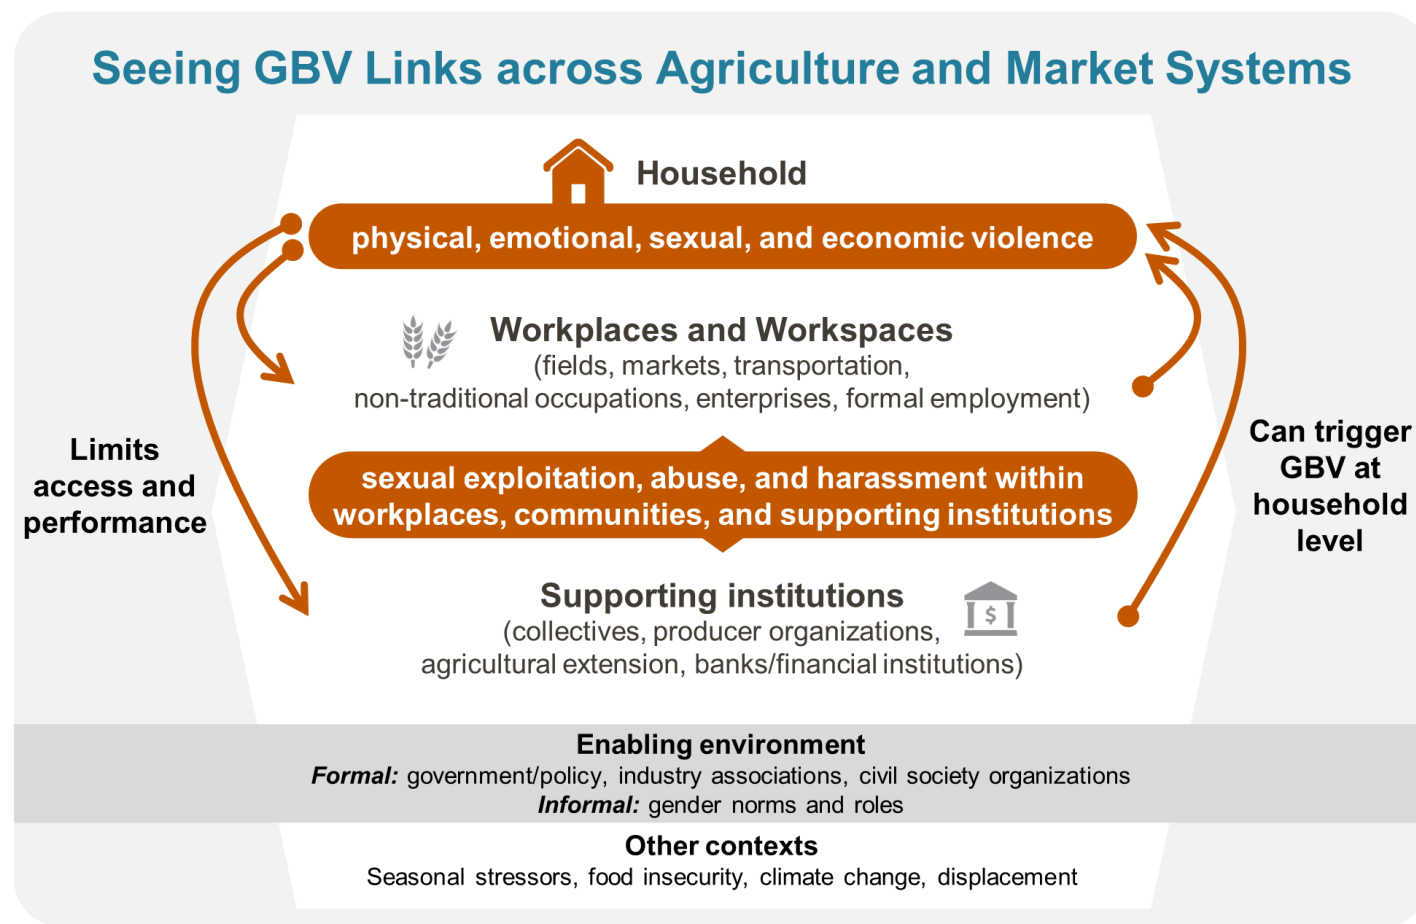 Seeing GBV Links across Agriculture and Market Systems
Household
physical, emotional, sexual, and economic violence
Workplaces and Workspaces
(fields, markets, transportation,
non-traditional occupations, enterprises, formal employment)
Limits
access and
performance
Can trigger
GBV at
household
level
sexual exploitation, abuse, and harassment within
workplaces, communities, and supporting institutions
Supporting institutions
$
(collectives, producer organizations,
agricultural extension, banks/financial institutions)
Enabling environment
Formal: government/policy, industry associations, civil society organizations
Informal: gender norms and roles
Other contexts
Seasonal stressors, food insecurity, climate change, displacement